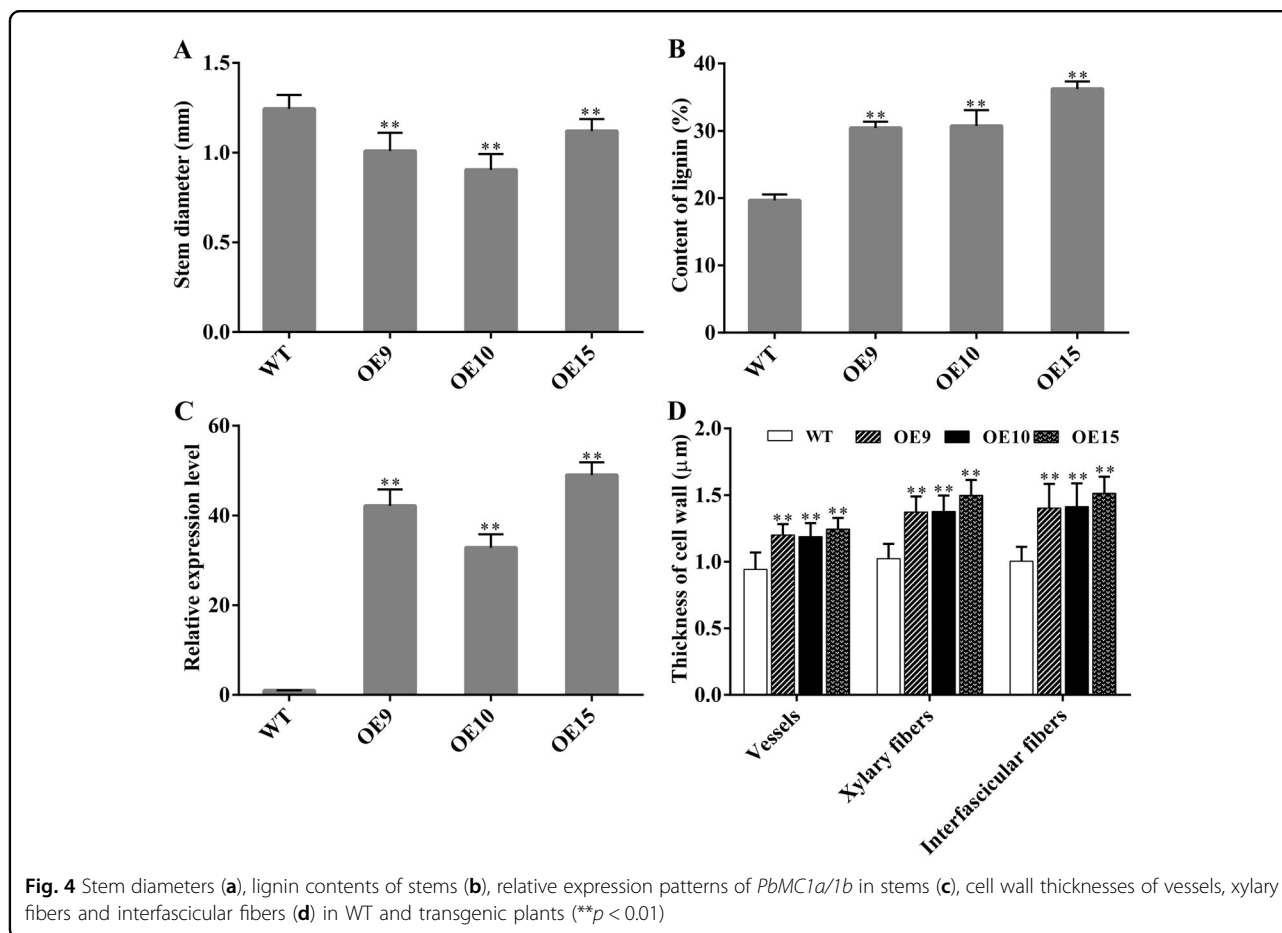 A
Stem diameter (mm)
1.5
1.0
0.5
0.0
**
**
**
WT
OE9
OE10
OE15
B
Content of lignin (%)
40
30
20
10
0
**
**
**
WT
OE9
OE10
OE15
C
Relative expression level
60
40
20
0
**
**
**
WT
OE9
OE10
OE15
D
Thickness of cell wall (μm)
2.0
1.5
1.0
0.5
0.0
WT OE9 OE10 OE15
** ** **
** ** **
** ** **
Vessels
Xylary fibers
Interfascicular fibers
Fig. 4 Stem diameters (a), lignin contents of stems (b), relative expression patterns of PbMC1a/1b in stems (c), cell wall thicknesses of vessels, xylary
fibers and interfascicular fibers (d) in WT and transgenic plants (**p < 0.01)